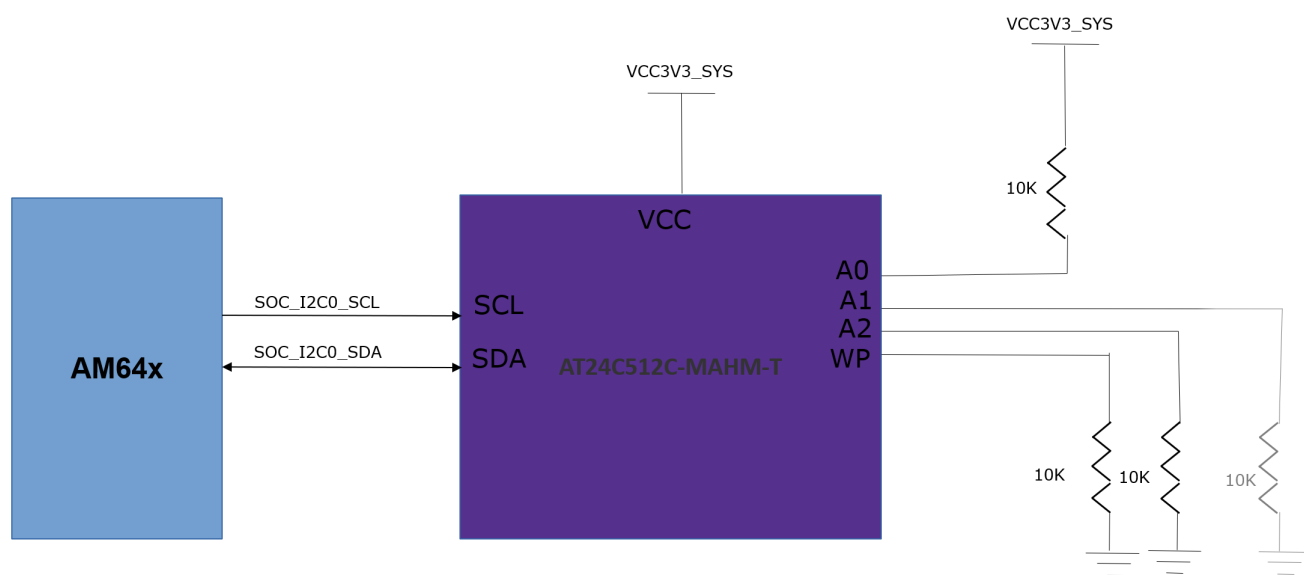 VCC3V3_SYS
VCC3V3_SYS
10K
VCC
A0
A1
SOC_I2C0_SCL
SCL
A2
SOC_I2C0_SDA
SDA
WP
AM64x
AT24C512C-MAHM-T
10K
10K
10K